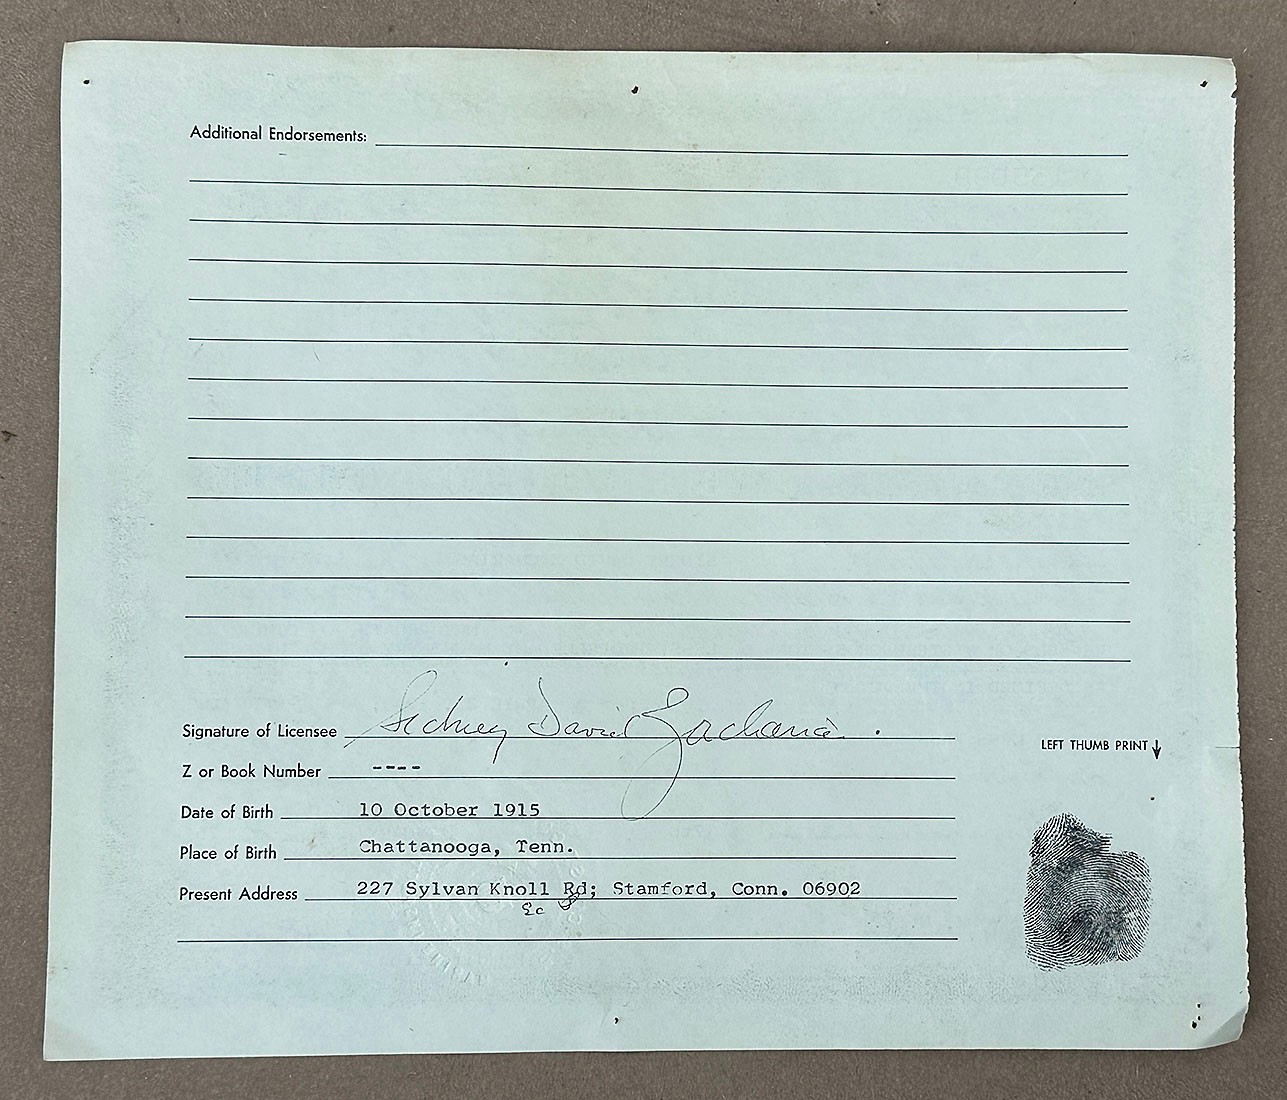 Additional Endorsements:
Signature of Licensee Sidney David Zacharia.
LEFT THUMB PRINT
Z or Book Number ----
Date of Birth 10 October 1915
Place of Birth Chattanooga, Tenn.
Present Address 227 Sylvan Knoll Rd; Stamford, Conn. 06902